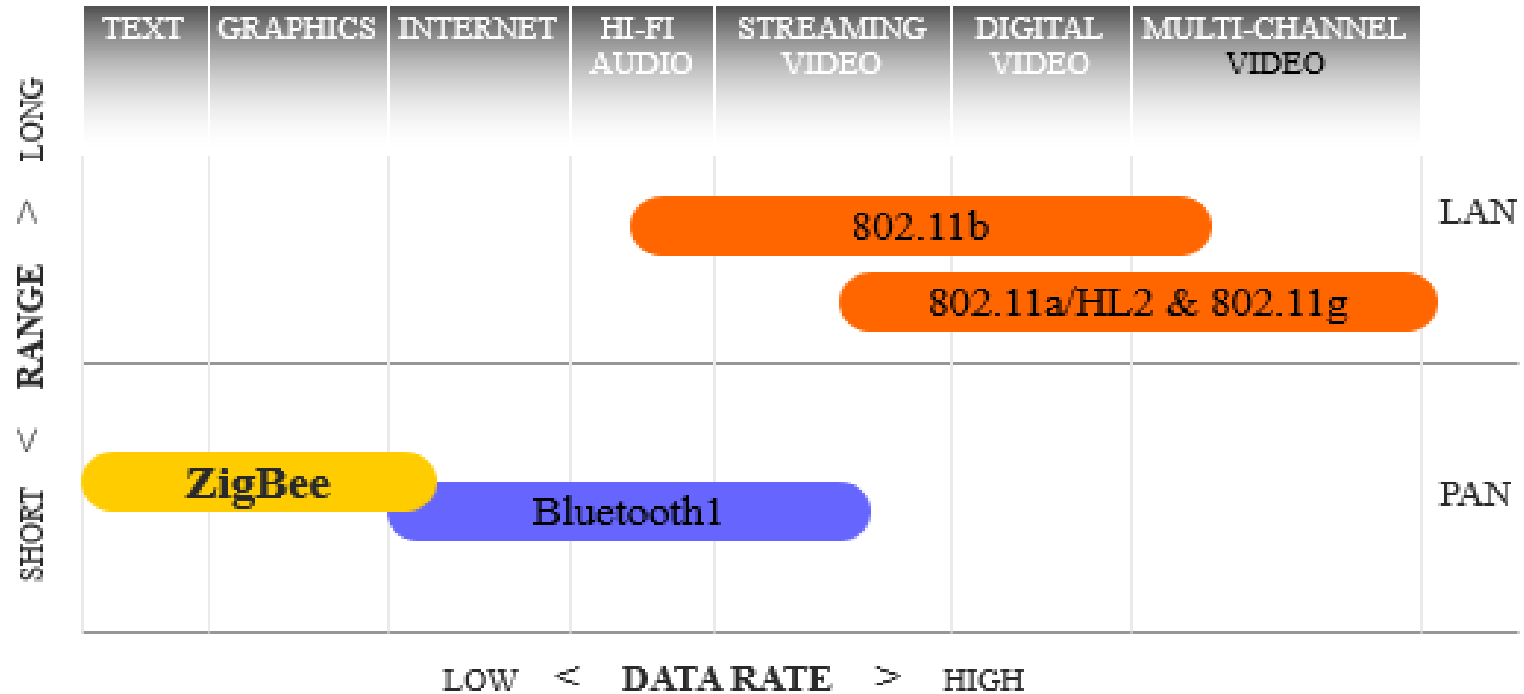 TEXT
GRAPHICS
INTERNET
HI-FI
AUDIO
STREAMING
VIDEO
DIGITAL
VIDEO
MULTI-CHANNEL
VIDEO
SHORT < RANGE > LONG
802.11b
LAN
802.11a/HL2 & 802.11g
ZigBee
Bluetooth1
PAN
LOW < DATA RATE > HIGH